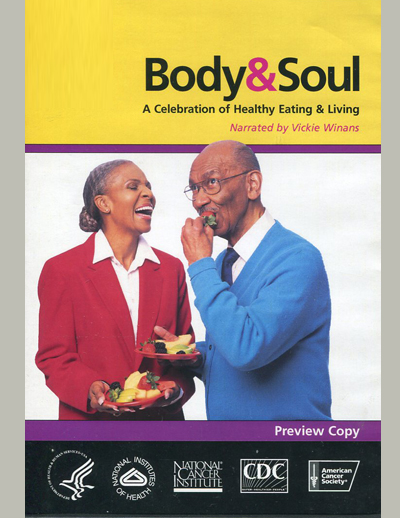 Body&Soul
A Celebration of Healthy Eating & Living
Narrated by Vickie Winans
Preview Copy
NATIONAL INSTITUTES OF HEALTH
NATIONAL
CANCER
INSTITUTE
CDC
American
Cancer
Society®